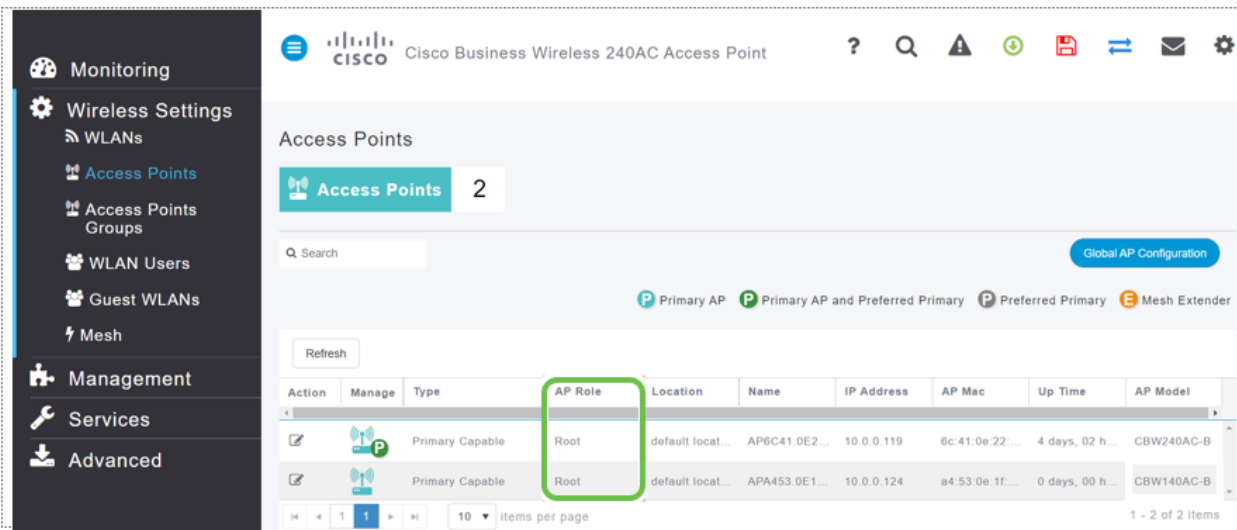 Monitoring
Wireless Settings
WLANs
Access Points
Access Points
Groups
WLAN Users
Guest WLANs
Mesh
Management
Services
Advanced
CISCO Cisco Business Wireless 240AC Access Point ?
Access Points
Access Points 2
Search Global AP Configuration
P Primary AP P Primary AP and Preferred Primary P Preferred Primary E Mesh Extender
Refresh
Action Manage Type AP Role Location Name IP Address AP Mac Up Time AP Model
P Primary Capable Root default locat... AP6C41.0E2... 10.0.0.119 6c:41:0e:22:... 4 days, 02 h... CBW240AC-B
Primary Capable Root default locat... APA453.0E1... 10.0.0.124 a4:53:0e:1f:... 0 days, 00 h... CBW140AC-B
1 1 10 items per page 1 - 2 of 2 items